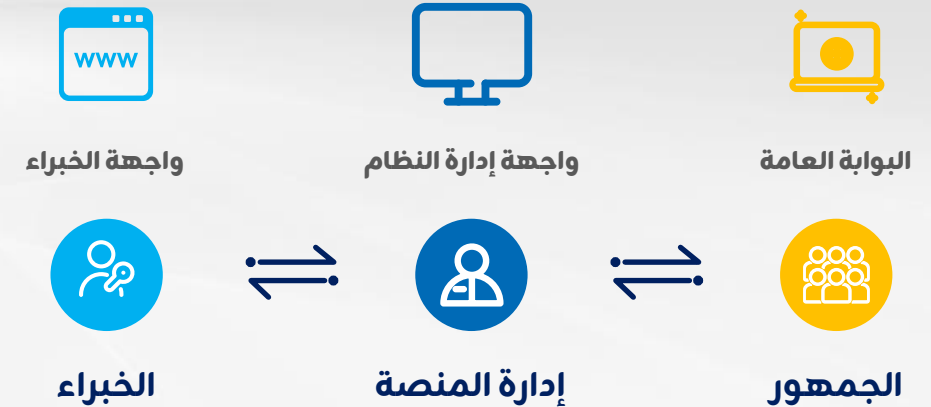 www
البوابة العامة
واجهة إدارة النظام
واجهة الخبراء
الجمهور
إدارة المنصة
الخبراء